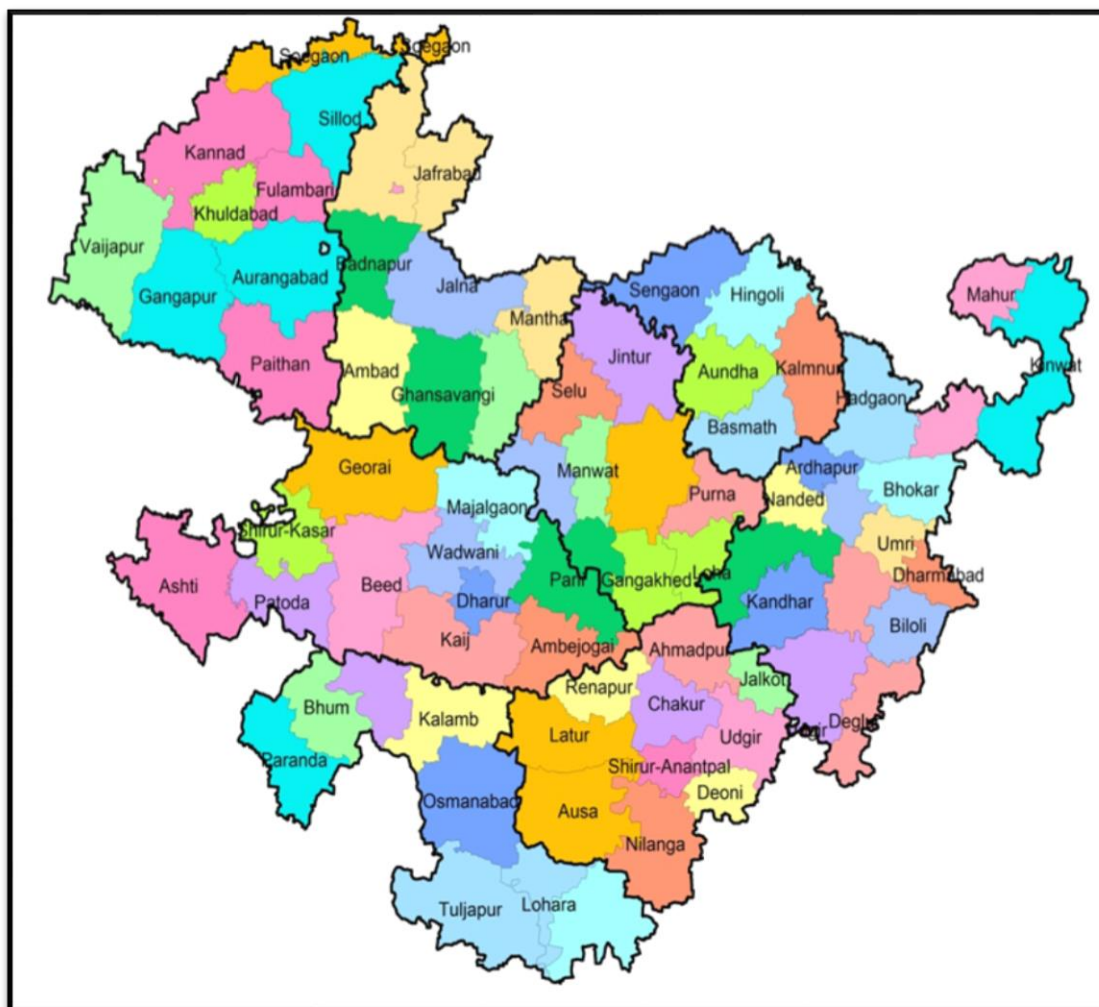 Soegaon
Soegaon
Sillod
Kannad
Jafrabad
Fulambari
Khuldabad
Vaijapur
Aurangabad
Badnapur
Gangapur
Jalna
Sengaon
Hingoli
Mahur
Mantha
Paithan
Ambad
Jintur
Aundha
Kalmnuri
Kinwat
Ghansavangi
Selu
Hadgaon
Basmath
Georai
Manwat
Ardhapur
Purna
Nanded
Bhokar
Majalgaon
Shirur-Kasar
Wadwani
Umri
Ashti
Beed
Parli
Gangakhed
Loha
Dharmabad
Patoda
Dharur
Kandhar
Biloli
Kaij
Ambejogai
Ahmadpur
Renapur
Jalkot
Bhum
Kalamb
Chakur
Latur
Udgir
Deglur
Paranda
Shirur-Anantpal
Osmanabad
Ausa
Deoni
Nilanga
Tuljapur
Lohara